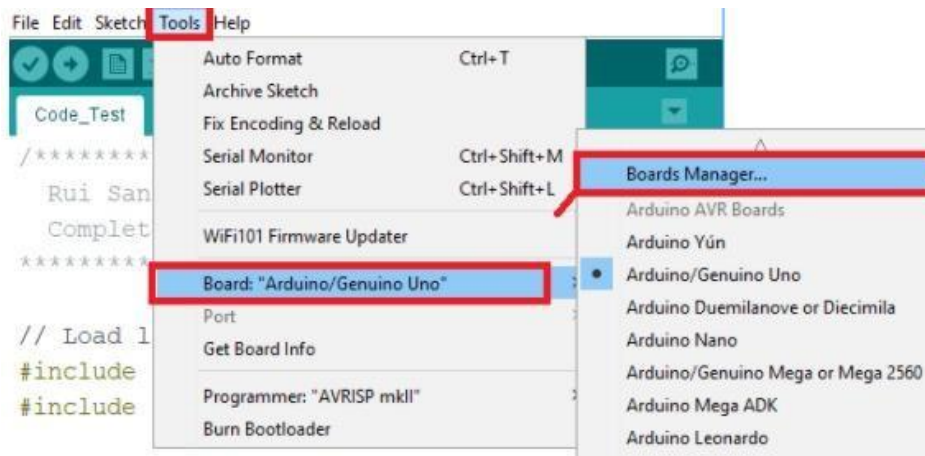 File Edit Sketch Tools Help
Code_Test
/********
Rui San
Complet
*********
// Load l
#include
#include
Auto Format Ctrl+T
Archive Sketch
Fix Encoding & Reload
Serial Monitor Ctrl+Shift+M
Serial Plotter Ctrl+Shift+L
WiFi101 Firmware Updater
Board: "Arduino/Genuino Uno"
Port
Get Board Info
Programmer: "AVRISP mkII"
Burn Bootloader
Boards Manager...
Arduino AVR Boards
Arduino Yún
Arduino/Genuino Uno
Arduino Duemilanove or Diecimila
Arduino Nano
Arduino/Genuino Mega or Mega 2560
Arduino Mega ADK
Arduino Leonardo